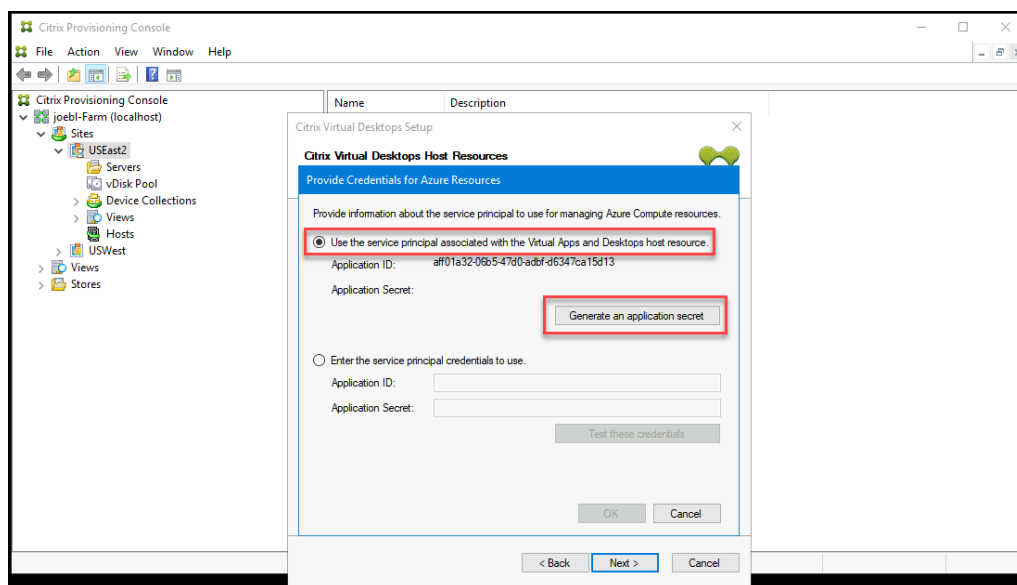 Citrix Provisioning Console
File Action View Window Help
Citrix Provisioning Console
joebl-Farm (localhost)
Sites
USEast2
Servers
vDisk Pool
Device Collections
Views
Hosts
USWest
Views
Stores
Name Description
Citrix Virtual Desktops Setup
Citrix Virtual Desktops Host Resources
Provide Credentials for Azure Resources
Provide information about the service principal to use for managing Azure Compute resources.
Use the service principal associated with the Virtual Apps and Desktops host resource.
Application ID: aff01a32-06b5-47d0-adbf-d6347ca15d13
Application Secret:
Generate an application secret
Enter the service principal credentials to use.
Application ID:
Application Secret:
Test these credentials
OK Cancel
< Back Next > Cancel